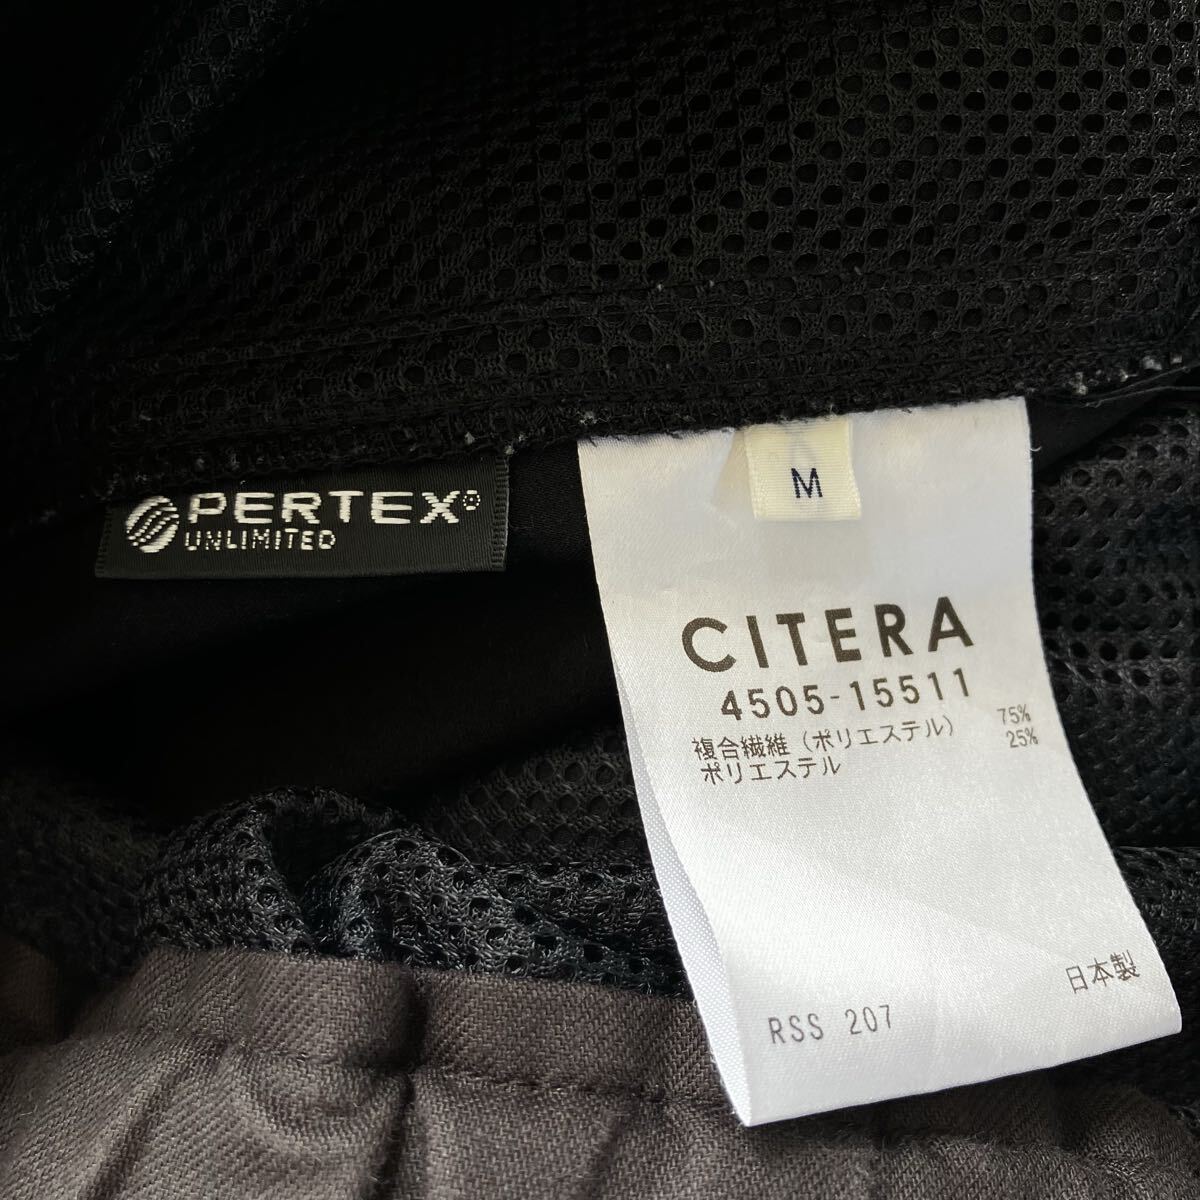 PERTEX®
UNLIMITED
M
CITERA
4505-15511
複合繊維（ポリエステル） 75%
ポリエステル 25%
日本製
RSS 207